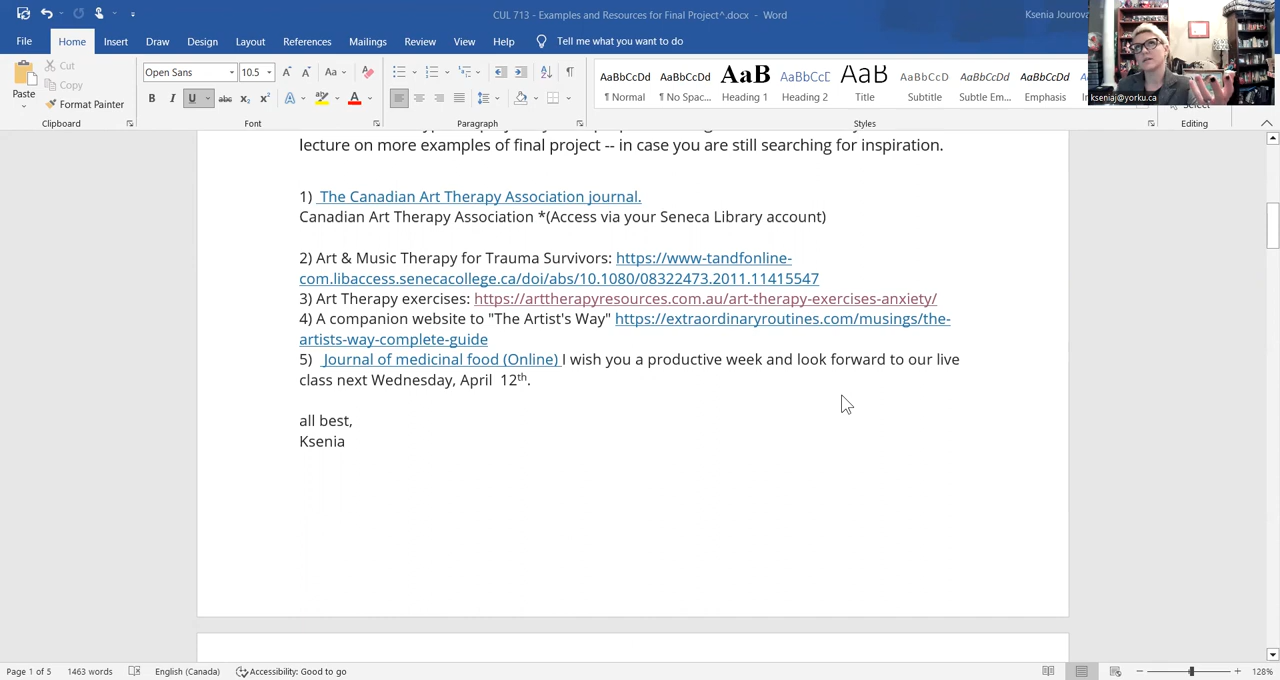 CUL 713 - Examples and Resources for Final Project^.docx - Word
Ksenia Jourova
File Home Insert Draw Design Layout References Mailings Review View Help Tell me what you want to do
Paste
Cut
Copy
Format Painter
Clipboard
Open Sans 10.5
Font
Paragraph
AaBbCcDd AaBbCcDd AaB AaBbCcD AaB AaBbCcDd AaBbCcDd AaBbCcDd
¶ Normal ¶ No Spac... Heading 1 Heading 2 Title Subtitle Subtle Em... Emphasis
Styles
Select
Editing
kseniaj@yorku.ca
lecture on more examples of final project -- in case you are still searching for inspiration.
1) The Canadian Art Therapy Association journal.
Canadian Art Therapy Association *(Access via your Seneca Library account)
2) Art & Music Therapy for Trauma Survivors: https://www-tandfonline-
com.libaccess.senecacollege.ca/doi/abs/10.1080/08322473.2011.11415547
3) Art Therapy exercises: https://arttherapyresources.com.au/art-therapy-exercises-anxiety/
4) A companion website to "The Artist's Way" https://extraordinaryroutines.com/musings/the-
artists-way-complete-guide
5) Journal of medicinal food (Online) I wish you a productive week and look forward to our live
class next Wednesday, April 12th.
all best,
Ksenia
Page 1 of 5 1463 words English (Canada) Accessibility: Good to go 128%